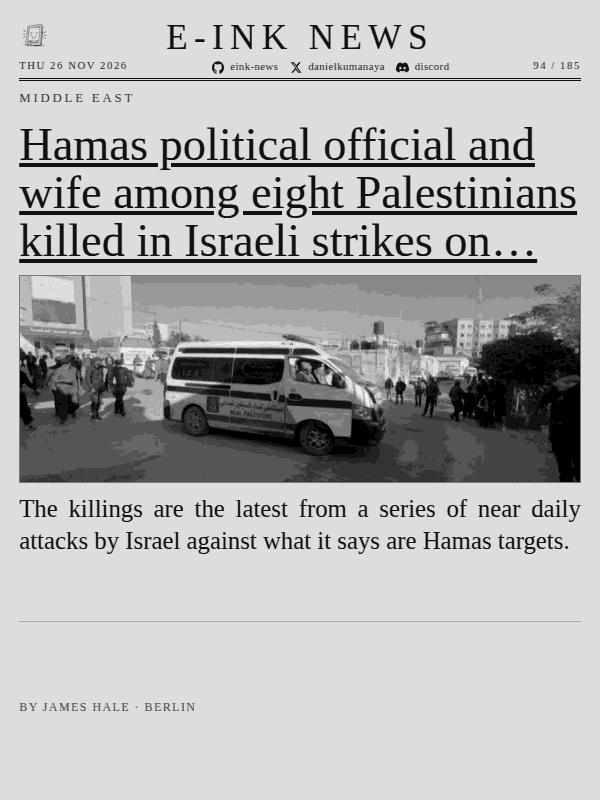 E-INK NEWS
THU 26 NOV 2026
eink-news danielkumanaya discord
94 / 185
MIDDLE EAST
Hamas political official and
wife among eight Palestinians
killed in Israeli strikes on…
I.C.U
HEAL PALESTINE
The killings are the latest from a series of near daily
attacks by Israel against what it says are Hamas targets.
BY JAMES HALE · BERLIN